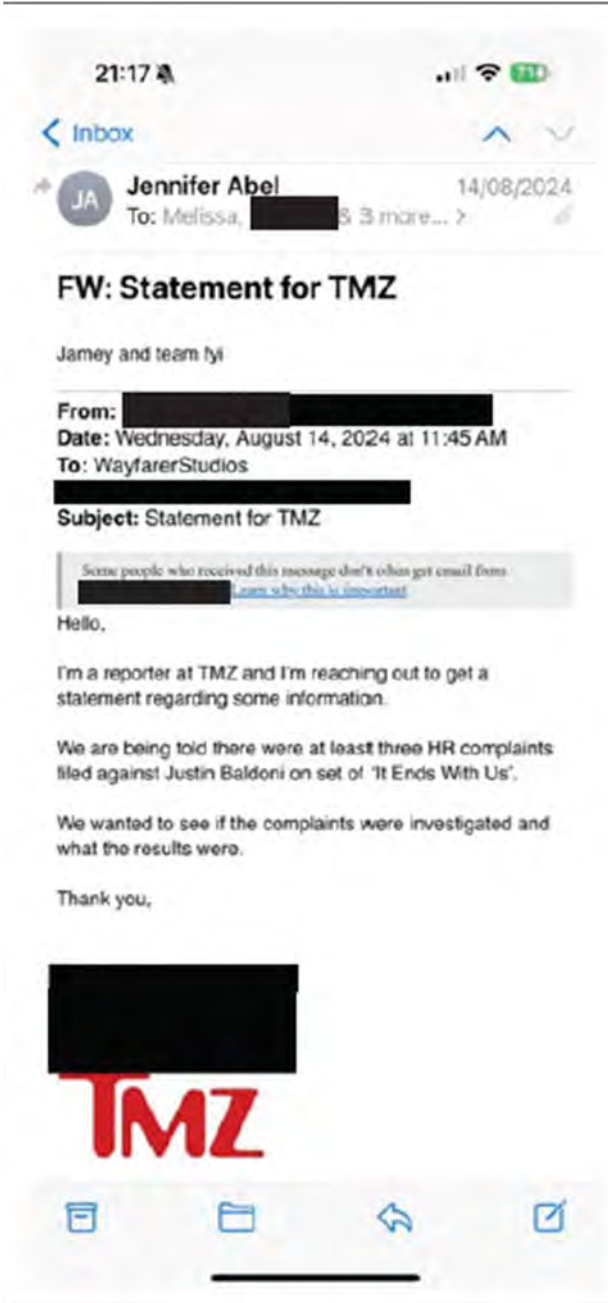 21:17
Inbox
JA
Jennifer Abel
14/08/2024
To: Melissa, & 3 more... >
FW: Statement for TMZ
Jamey and team fyi
From:
Date: Wednesday, August 14, 2024 at 11:45 AM
To: WayfarerStudios
Subject: Statement for TMZ
Some people who received this message don't often get email from
Learn why this is important
Hello,
I'm a reporter at TMZ and I'm reaching out to get a
statement regarding some information.
We are being told there were at least three HR complaints
filed against Justin Baldoni on set of 'It Ends With Us'.
We wanted to see if the complaints were investigated and
what the results were.
Thank you,
TMZ